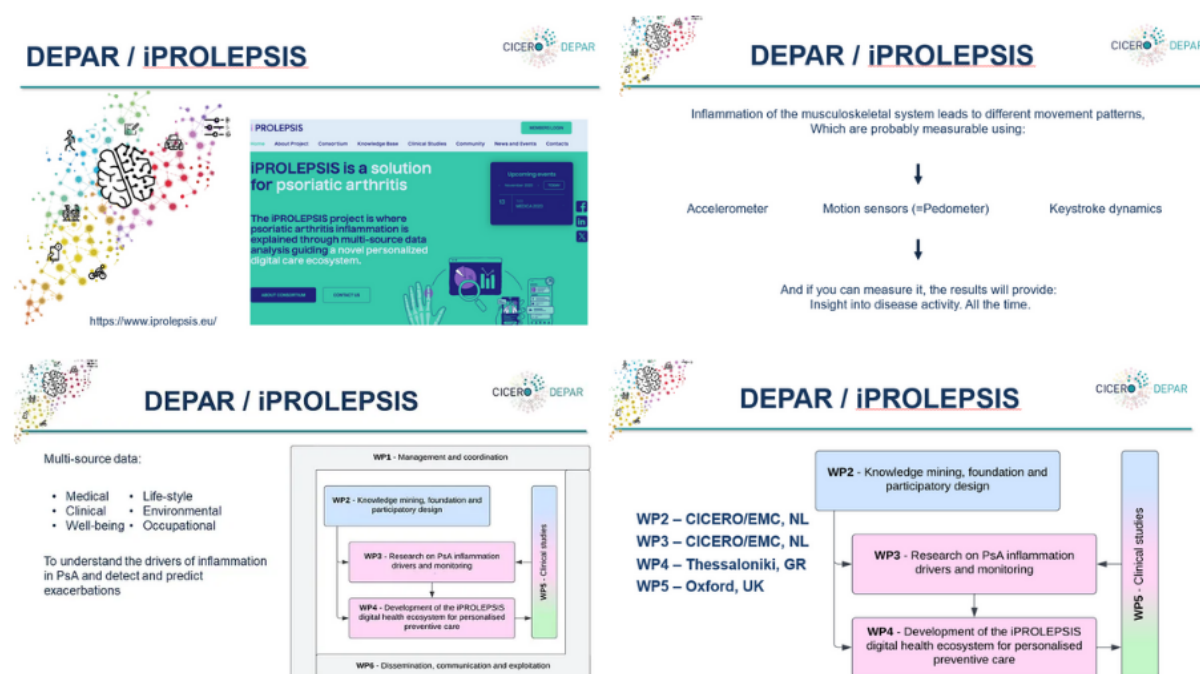 DEPAR / iPROLEPSIS
CICERO DEPAR
iPROLEPSIS
Home About Project Consortium Knowledge Base Clinical Studies Community News and Events Contacts
iPROLEPSIS is a solution
for psoriatic arthritis
Upcoming events
The iPROLEPSIS project is where
psoriatic arthritis inflammation is
explained through multi-source data
analysis guiding a novel personalized
digital care ecosystem.
ABOUT CONSORTIUM CONTACT US
https://www.iprolepsis.eu/
DEPAR / iPROLEPSIS
CICERO DEPAR
Inflammation of the musculoskeletal system leads to different movement patterns,
Which are probably measurable using:
Accelerometer Motion sensors (=Pedometer) Keystroke dynamics
And if you can measure it, the results will provide:
Insight into disease activity. All the time.
DEPAR / iPROLEPSIS
CICERO DEPAR
Multi-source data:
• Medical • Life-style
• Clinical • Environmental
• Well-being • Occupational
To understand the drivers of inflammation
in PsA and detect and predict
exacerbations
WP1 - Management and coordination
WP2 - Knowledge mining, foundation and
participatory design
WP3 - Research on PsA inflammation
drivers and monitoring
WP4 - Development of the iPROLEPSIS
digital health ecosystem for personalised
preventive care
WP5 - Clinical studies
WP6 - Dissemination, communication and exploitation
DEPAR / iPROLEPSIS
CICERO DEPAR
WP2 – CICERO/EMC, NL
WP3 – CICERO/EMC, NL
WP4 – Thessaloniki, GR
WP5 – Oxford, UK
WP2 - Knowledge mining, foundation and
participatory design
WP3 - Research on PsA inflammation
drivers and monitoring
WP4 - Development of the iPROLEPSIS
digital health ecosystem for personalised
preventive care
WP5 - Clinical studies